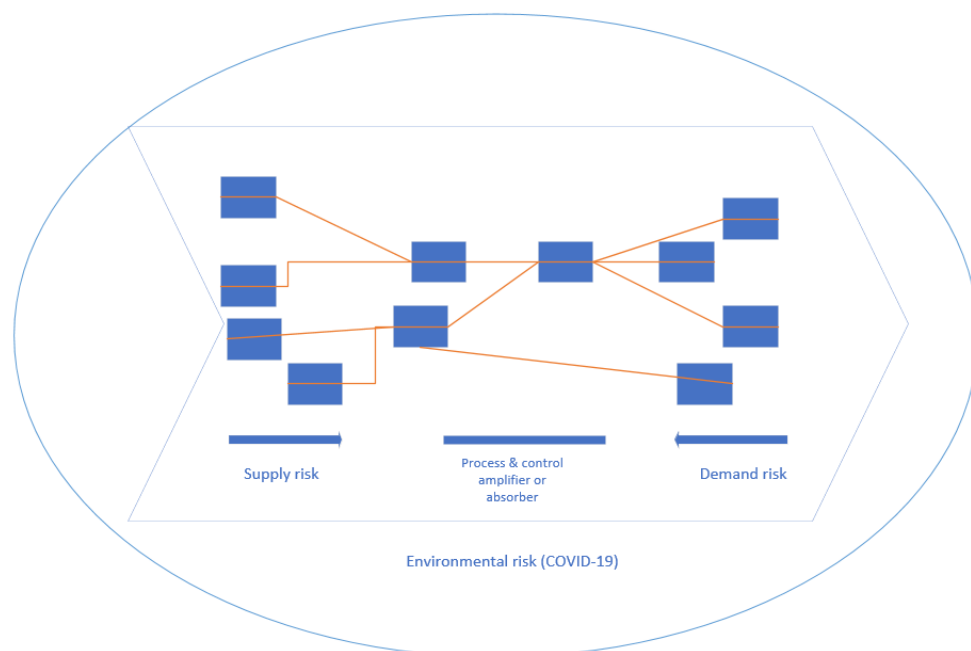 Supply risk
Process & control
amplifier or
absorber
Demand risk
Environmental risk (COVID-19)